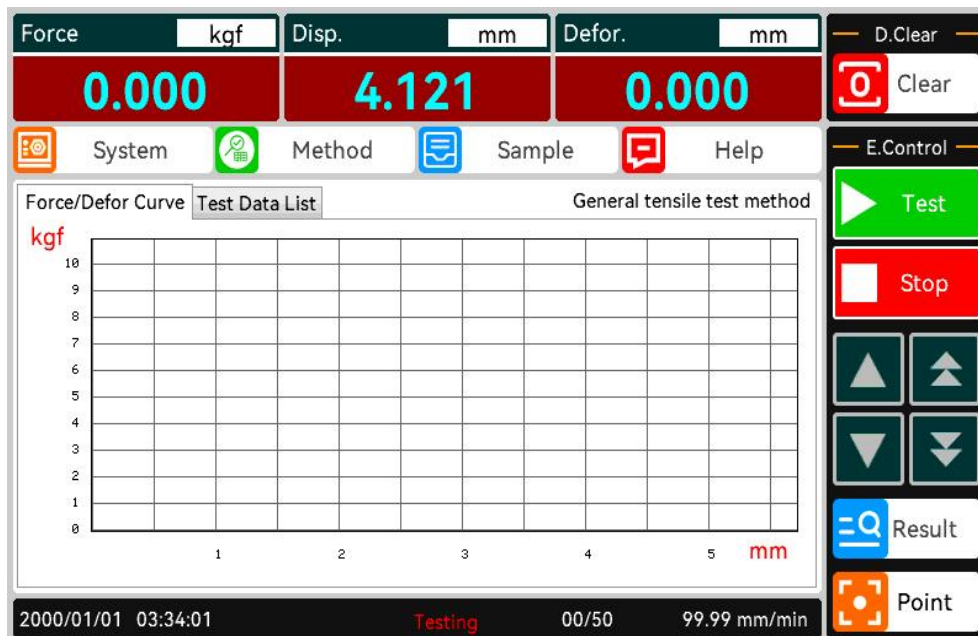 Force kgf Disp. mm Defor. mm D.Clear
0.000 4.121 0.000 0 Clear
System Method Sample Help E.Control
Force/Defor Curve Test Data List General tensile test method Test
kgf
10
9
8
7
6
5
4
3
2
1
0
1 2 3 4 5 mm
Stop
Result
Point
2000/01/01 03:34:01 Testing 00/50 99.99 mm/min